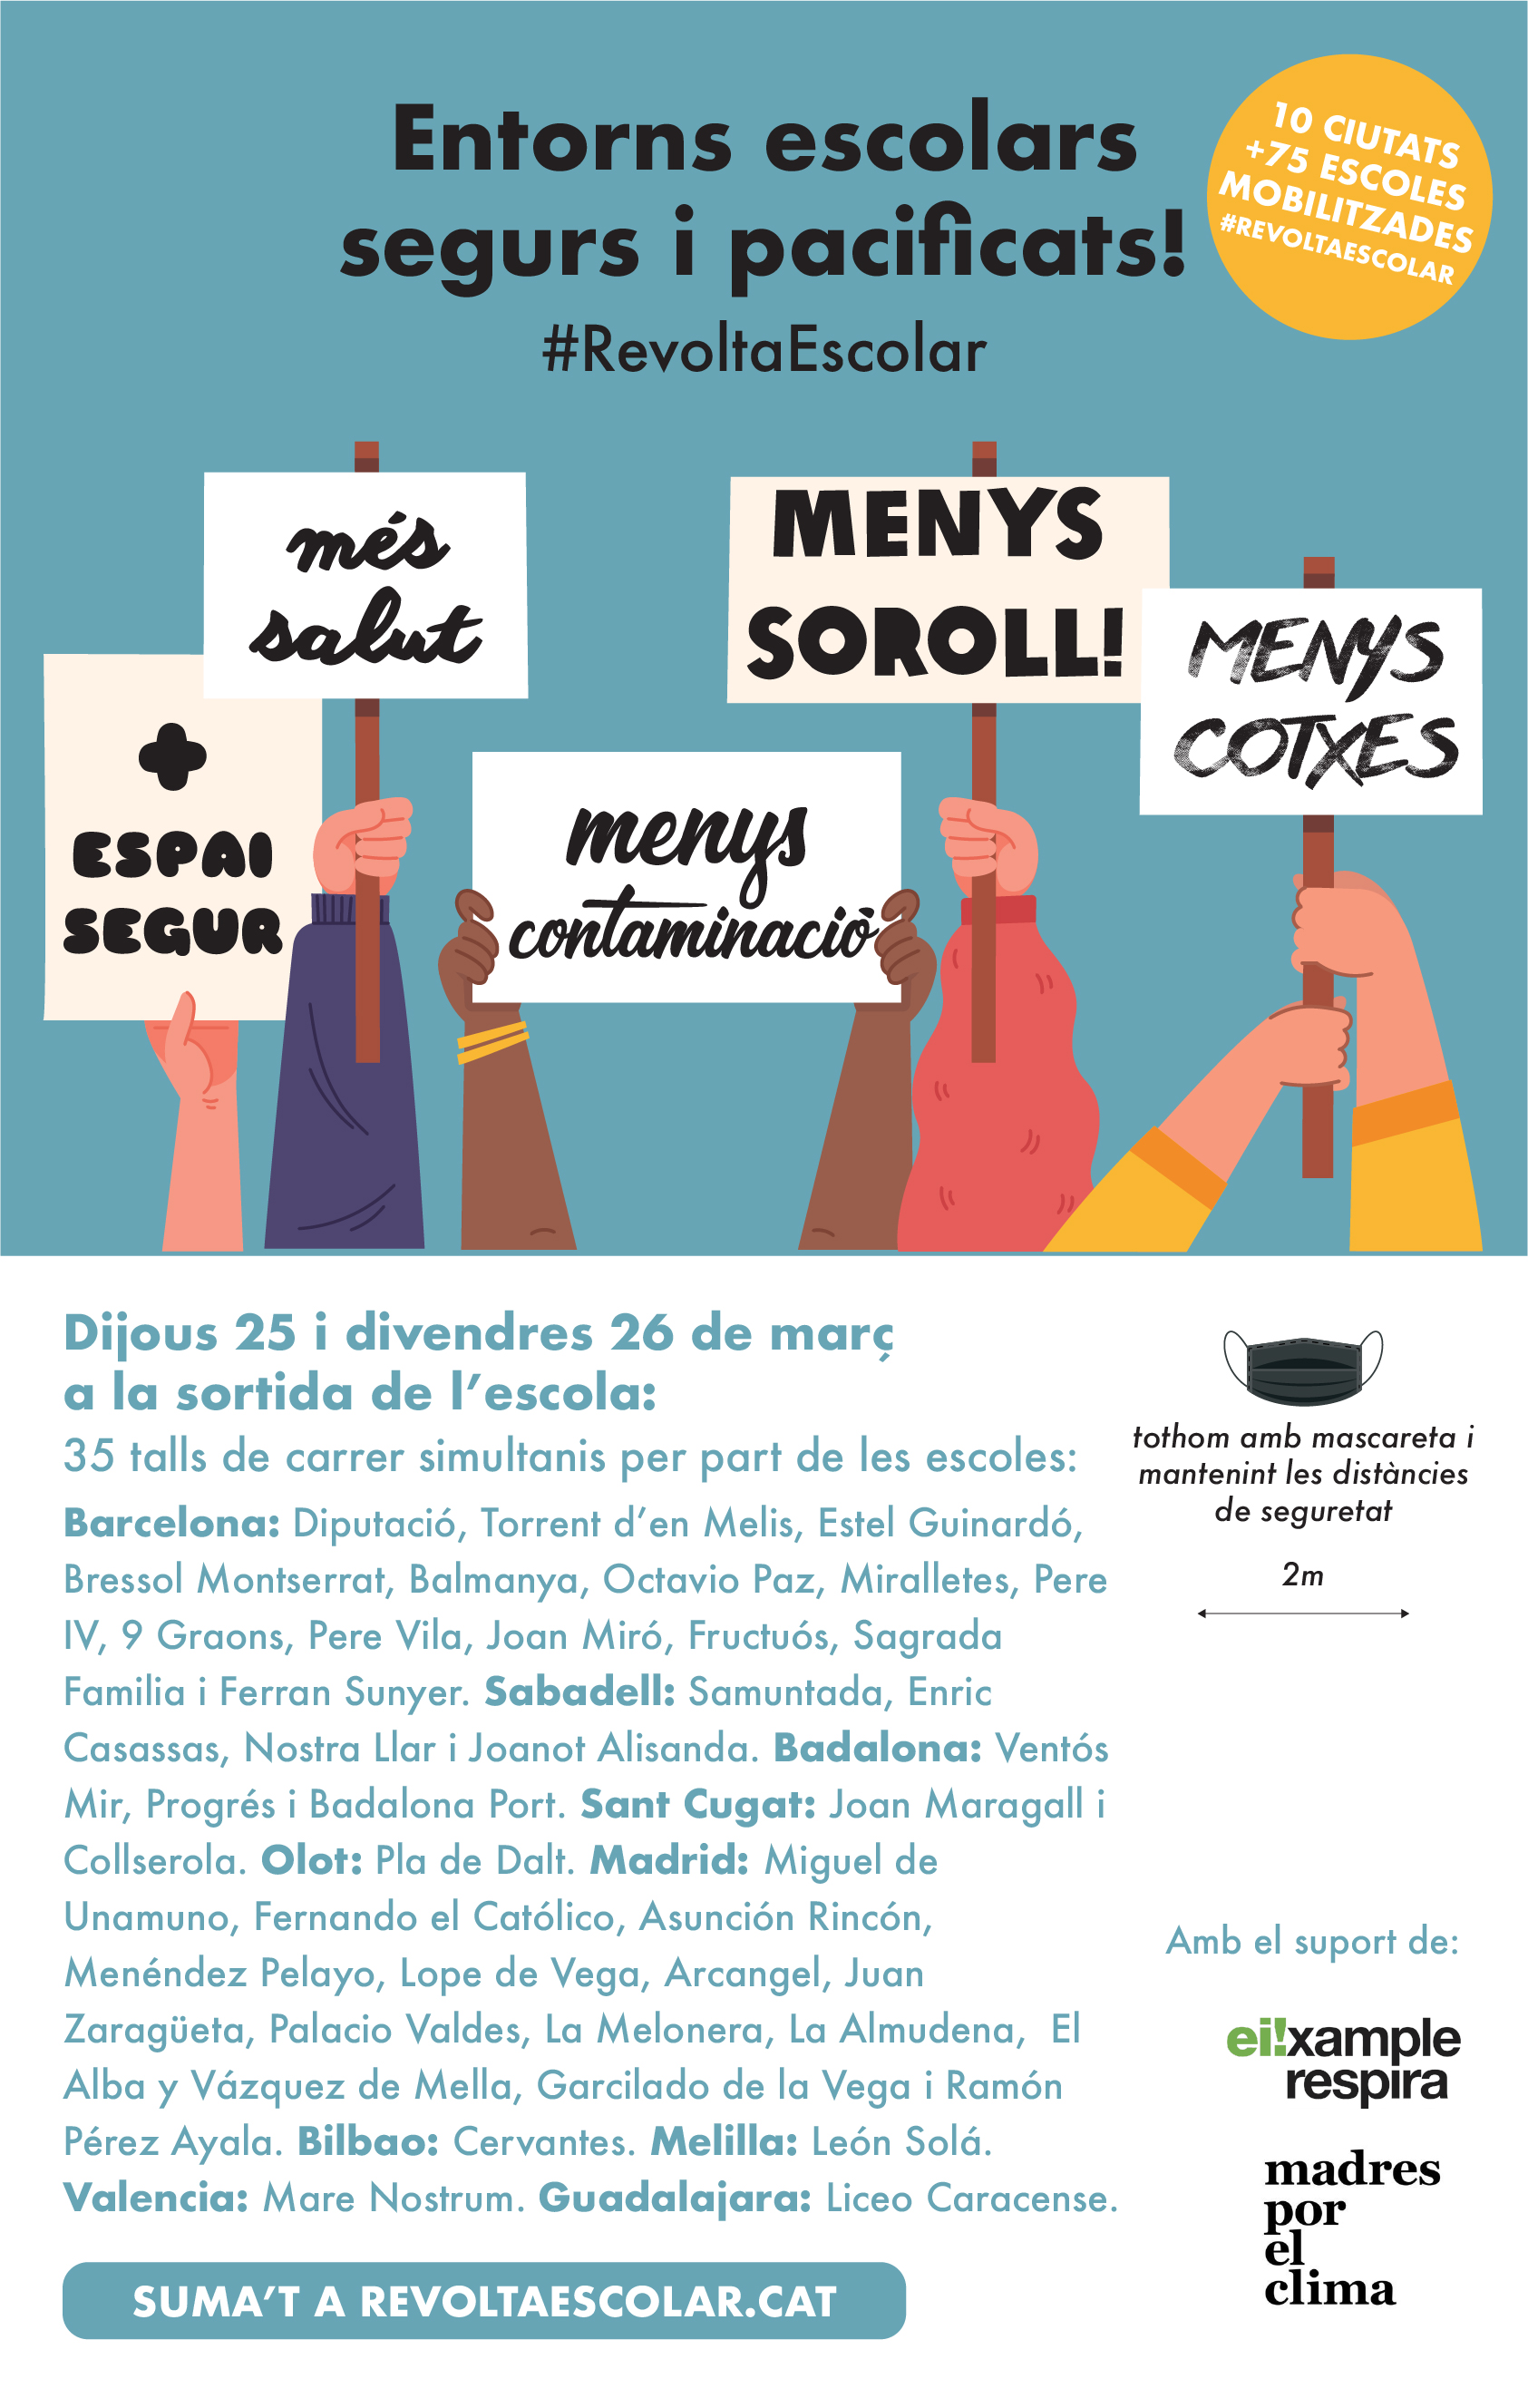 Entorns escolars
segurs i pacificats!
#RevoltaEscolar
10 CIUTATS
+75 ESCOLES
MOBILITZADES
#REVOLTAESCOLAR
més
salut
MENYS
SOROLL!
MENYS
COTXES
+
ESPAI
SEGUR
menys
contaminació
Dijous 25 i divendres 26 de març
a la sortida de l’escola:
35 talls de carrer simultanis per part de les escoles:
Barcelona: Diputació, Torrent d’en Melis, Estel Guinardó,
Bressol Montserrat, Balmanya, Octavio Paz, Miralletes, Pere
IV, 9 Graons, Pere Vila, Joan Miró, Fructuós, Sagrada
Familia i Ferran Sunyer. Sabadell: Samuntada, Enric
Casassas, Nostra Llar i Joanot Alisanda. Badalona: Ventós
Mir, Progrés i Badalona Port. Sant Cugat: Joan Maragall i
Collserola. Olot: Pla de Dalt. Madrid: Miguel de
Unamuno, Fernando el Católico, Asunción Rincón,
Menéndez Pelayo, Lope de Vega, Arcangel, Juan
Zaragüeta, Palacio Valdes, La Melonera, La Almudena, El
Alba y Vázquez de Mella, Garcilado de la Vega i Ramón
Pérez Ayala. Bilbao: Cervantes. Melilla: León Solá.
Valencia: Mare Nostrum. Guadalajara: Liceo Caracense.
SUMA’T A REVOLTAESCOLAR.CAT
tothom amb mascareta i
mantenint les distàncies
de seguretat
2m
Amb el suport de:
ei!xample
respira
madres
por
el
clima